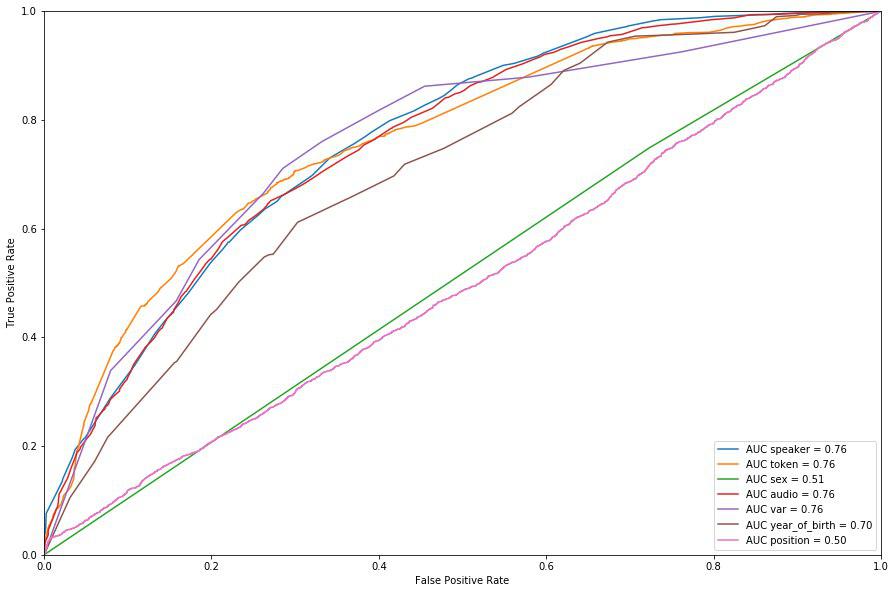 1.0
0.8
0.6
0.4
0.2
0.0
True Positive Rate
AUC speaker = 0.76
AUC token = 0.76
AUC sex = 0.51
AUC audio = 0.76
AUC var = 0.76
AUC year_of_birth = 0.70
AUC position = 0.50
0.0 0.2 0.4 0.6 0.8 1.0
False Positive Rate